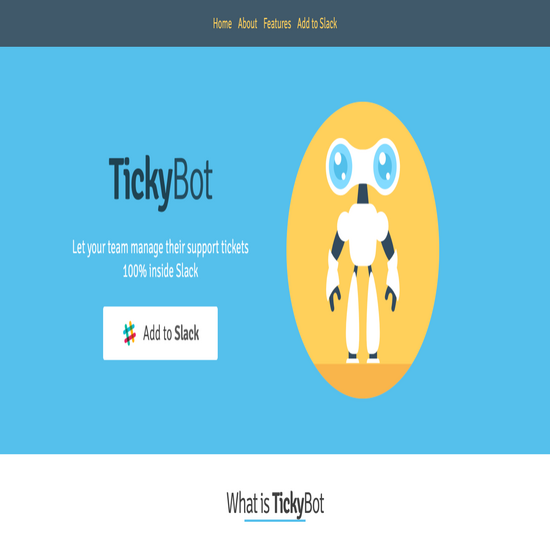 Home About Features Add to Slack
TickyBot
Let your team manage their support tickets
100% inside Slack
Add to Slack
What is TickyBot